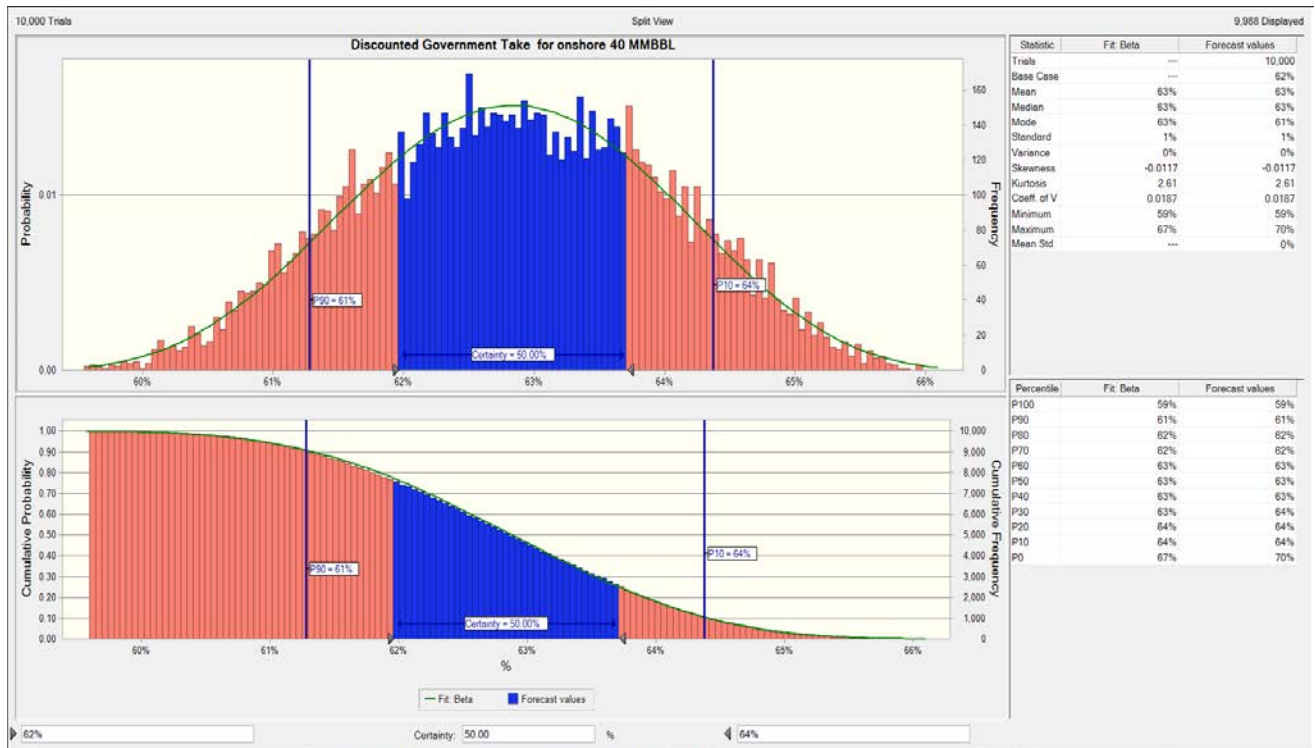 10,000 Trials Split View 9,988 Displayed
Discounted Government Take for onshore 40 MMBBL
Probability
0.01
0.00
P90 = 61%
P10 = 64%
Certainty = 50.00%
60% 61% 62% 63% 64% 65% 66%
160
140
120
100
80
60
40
20
0
Frequency
Statistic Fit: Beta Forecast values
Trials --- 10,000
Base Case --- 62%
Mean 63% 63%
Median 63% 63%
Mode 63% 61%
Standard 1% 1%
Variance 0% 0%
Skewness -0.0117 -0.0117
Kurtosis 2.61 2.61
Coeff. of V 0.0187 0.0187
Minimum 59% 59%
Maximum 67% 70%
Mean Std --- 0%
Cumulative Probability
1.00
0.90
0.80
0.70
0.60
0.50
0.40
0.30
0.20
0.10
0.00
P90 = 61%
P10 = 64%
Certainty = 50.00%
60% 61% 62% 63% 64% 65% 66%
%
10,000
9,000
8,000
7,000
6,000
5,000
4,000
3,000
2,000
1,000
0
Cumulative Frequency
Fit: Beta Forecast values
Percentile Fit: Beta Forecast values
P100 59% 59%
P90 61% 61%
P80 62% 62%
P70 62% 62%
P60 63% 63%
P50 63% 63%
P40 63% 63%
P30 63% 64%
P20 64% 64%
P10 64% 64%
P0 67% 70%
62% Certainty: 50.00 % 64%